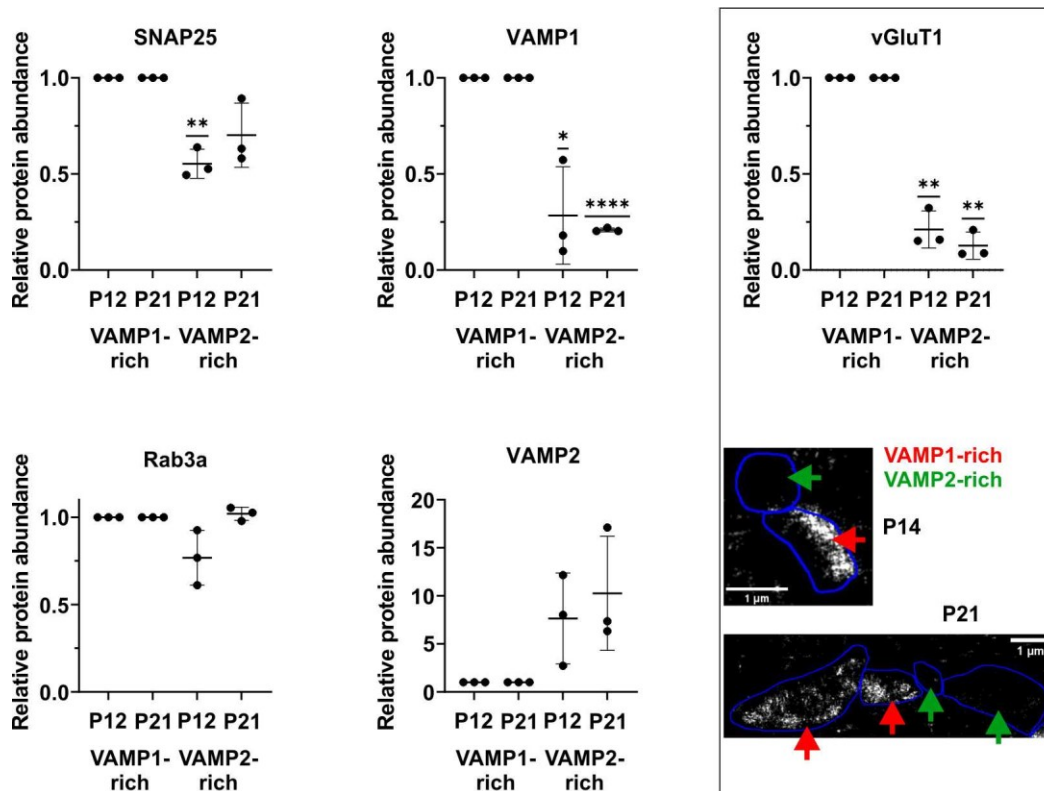 SNAP25
Relative protein abundance
1.0
0.5
0.0
**
P12 P21 P12 P21
VAMP1-rich VAMP2-rich
VAMP1
Relative protein abundance
1.0
0.5
0.0
*
****
P12 P21 P12 P21
VAMP1-rich VAMP2-rich
vGluT1
Relative protein abundance
1.0
0.5
0.0
**
**
P12 P21 P12 P21
VAMP1-rich VAMP2-rich
Rab3a
Relative protein abundance
1.0
0.5
0.0
P12 P21 P12 P21
VAMP1-rich VAMP2-rich
VAMP2
Relative protein abundance
20
15
10
5
0
P12 P21 P12 P21
VAMP1-rich VAMP2-rich
VAMP1-rich
VAMP2-rich
P14
1 µm
P21
1 µm